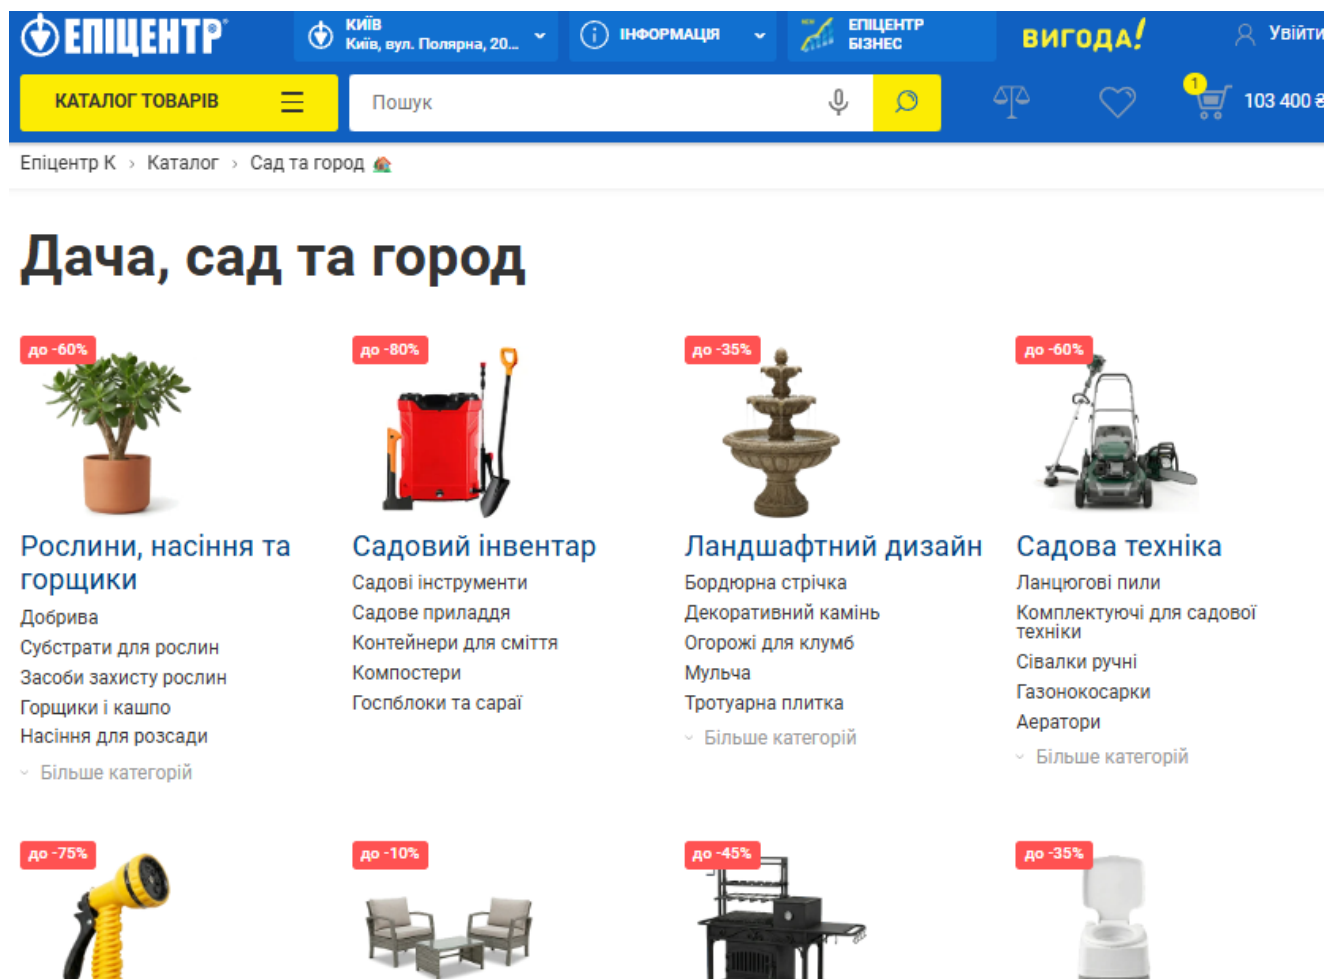 ЕПІЦЕНТР®
КИЇВ
Київ, вул. Полярна, 20...
ІНФОРМАЦІЯ
NEW
ЕПІЦЕНТР
БІЗНЕС
ВИГОДА!
Увійти
КАТАЛОГ ТОВАРІВ
Пошук
1
103 400 ₴
Епіцентр К > Каталог > Сад та город
Дача, сад та город
до -60%
до -80%
до -35%
до -60%
Рослини, насіння та
горщики
Добрива
Субстрати для рослин
Засоби захисту рослин
Горщики і кашпо
Насіння для розсади
Більше категорій
Садовий інвентар
Садові інструменти
Садове приладдя
Контейнери для сміття
Компостери
Госпблоки та сараї
Ландшафтний дизайн
Бордюрна стрічка
Декоративний камінь
Огорожі для клумб
Мульча
Тротуарна плитка
Більше категорій
Садова техніка
Ланцюгові пили
Комплектуючі для садової
техніки
Сівалки ручні
Газонокосарки
Аератори
Більше категорій
до -75%
до -10%
до -45%
до -35%